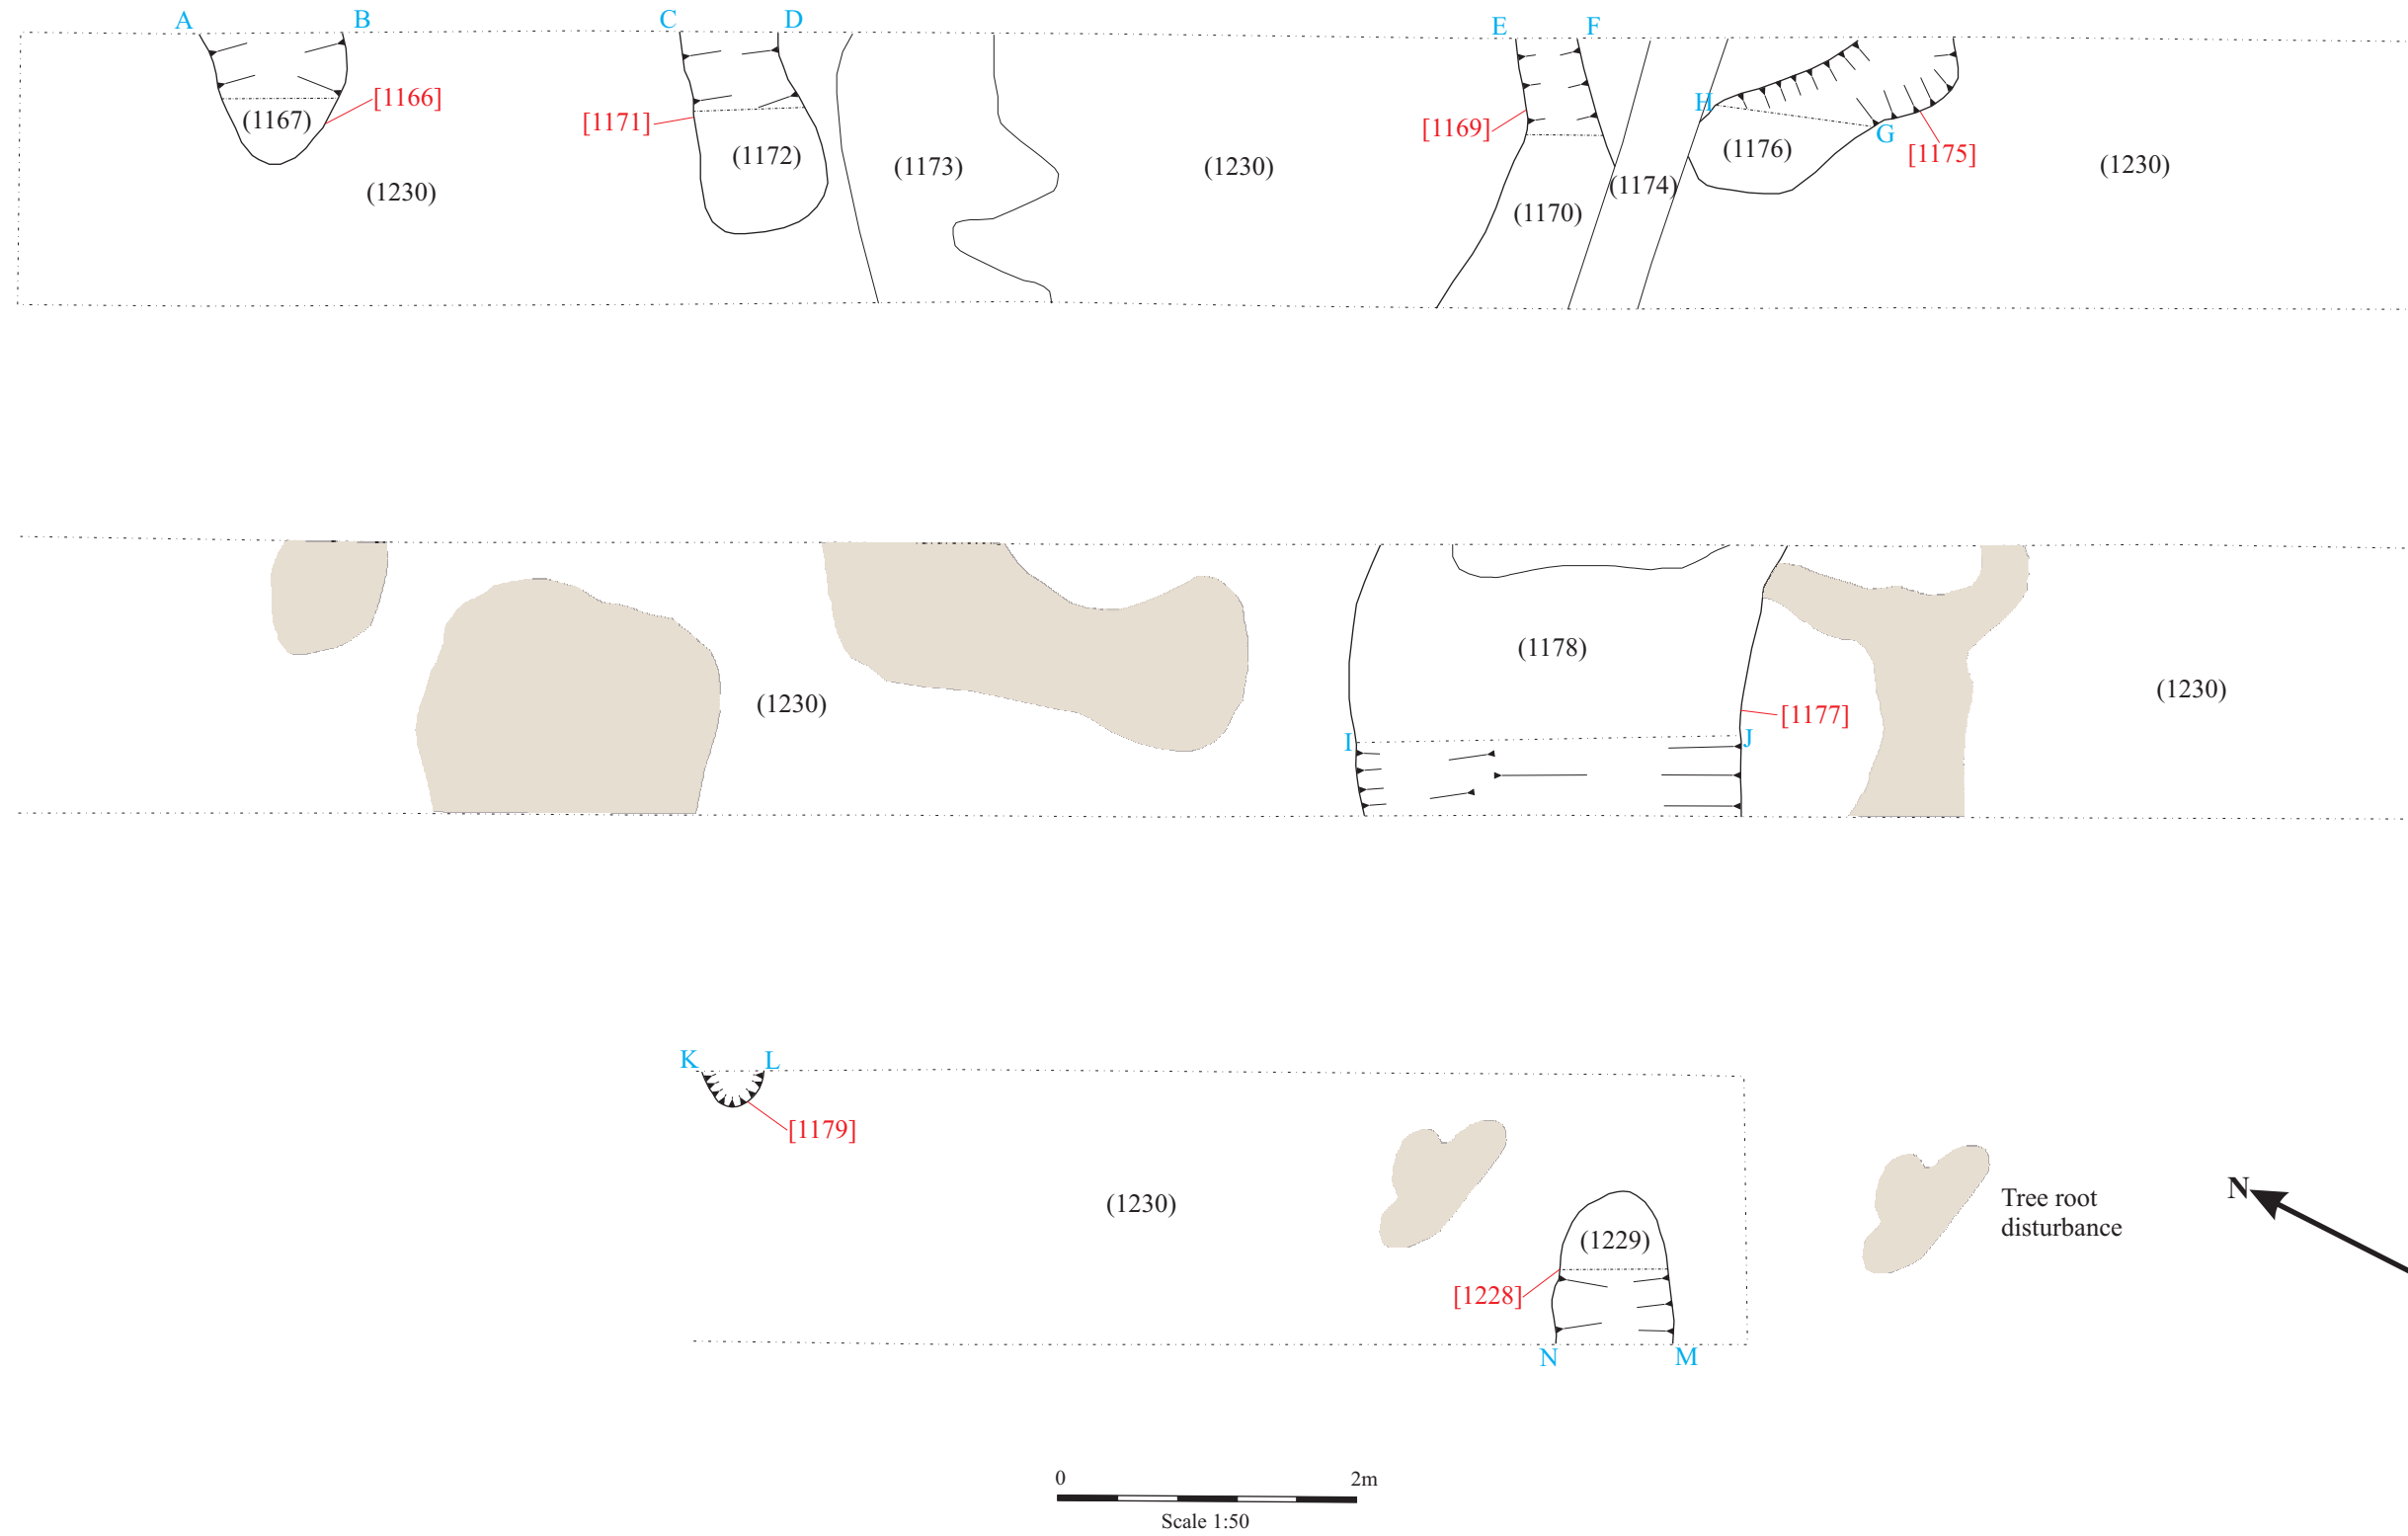 A B C D E F
[1166]
(1167)
[1171]
(1172)
(1173)
(1230)
(1230)
[1169]
(1170)
(1174)
H
(1176)
G
[1175]
(1230)
(1230)
(1178)
(1230)
[1177]
I J
K L
[1179]
(1230)
(1229)
[1228]
N M
Tree root
disturbance
N
0 2m
Scale 1:50